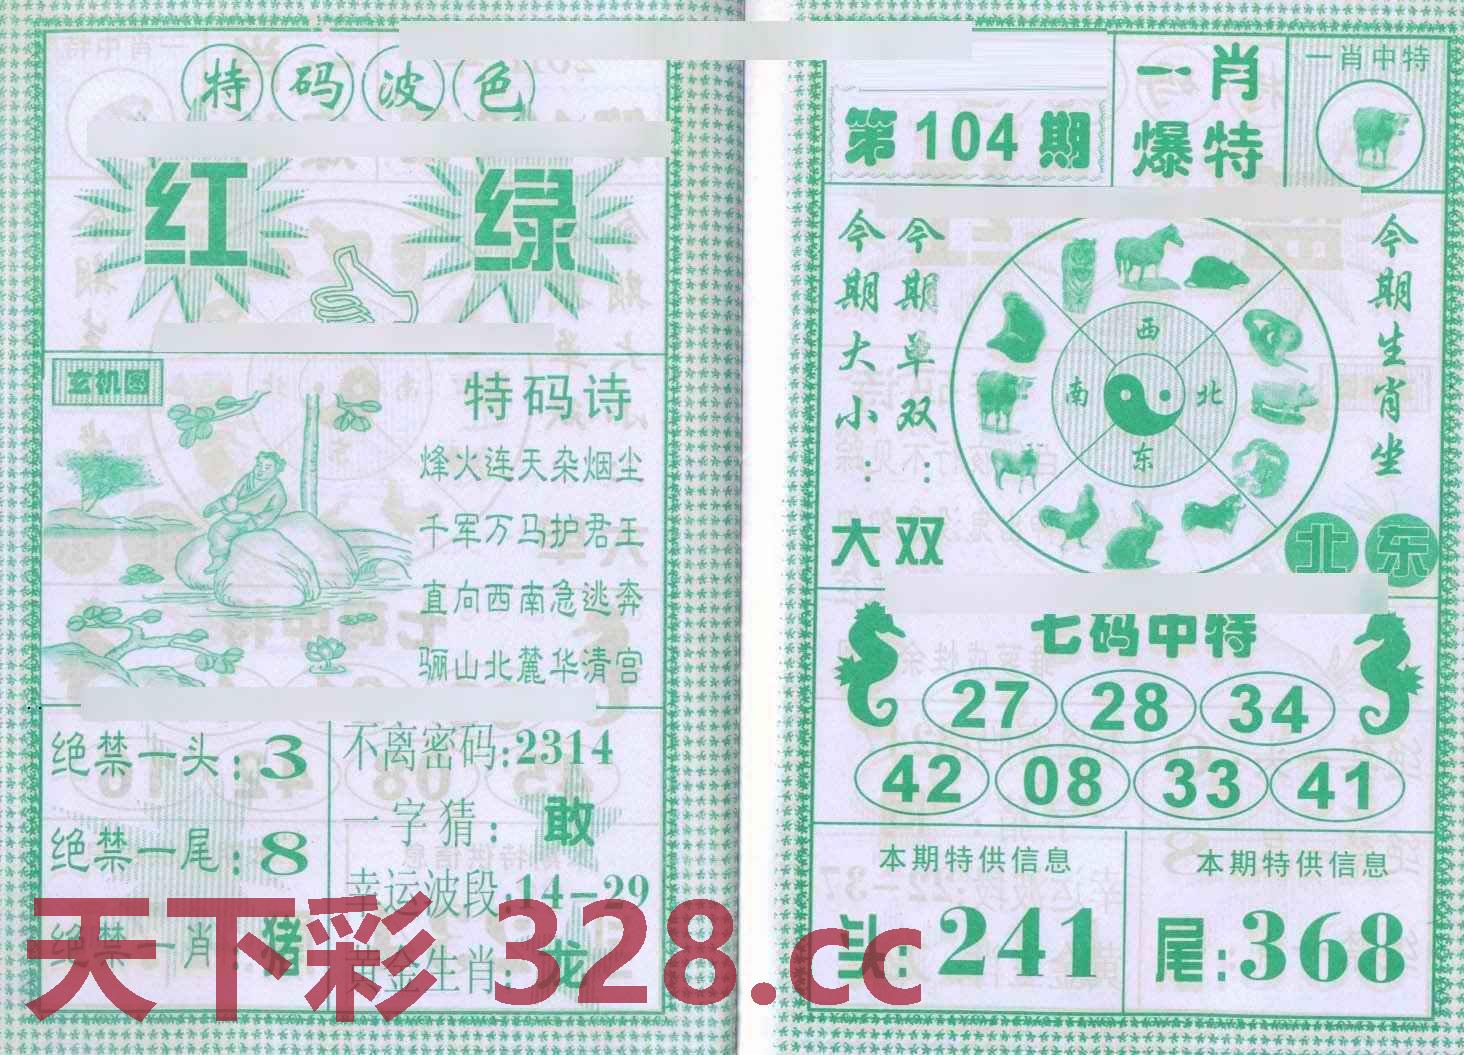 特码波色
红 绿
玄机图
特码诗
烽火连天杂烟尘
千军万马护君王
直向西南急逃奔
骊山北麓华清宫
绝禁一头:3
绝禁一尾:8
绝禁一肖:猪
不离密码:2314
一字猜:敢
幸运波段:14-29
黄金生肖:龙
第104期
一肖爆特
一肖中特
今期大小:大
今期单双:双
西
南 北
东
今期生肖坐
北东
七码中特
27 28 34
42 08 33 41
本期特供信息
头:241
本期特供信息
尾:368
天下彩 328.cc